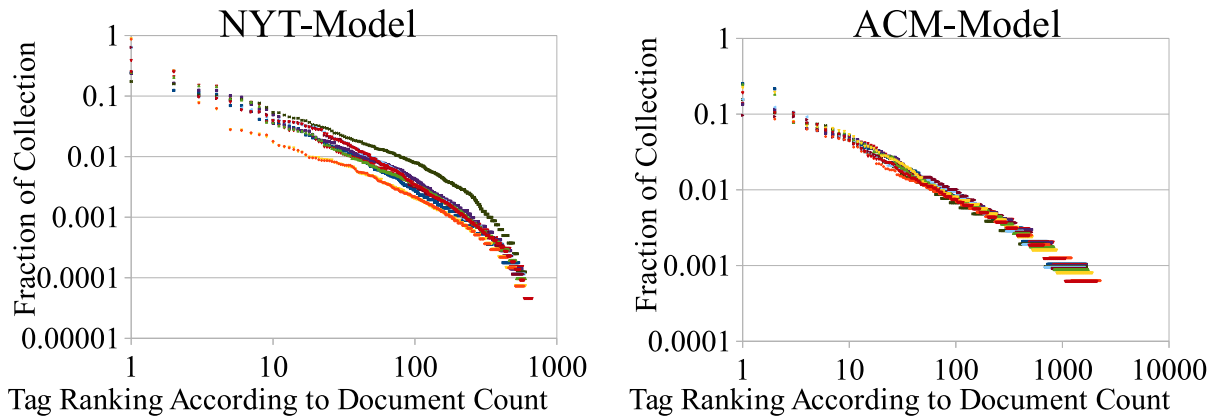 NYT-Model
Fraction of Collection
1
0.1
0.01
0.001
0.0001
0.00001
1 10 100 1000
Tag Ranking According to Document Count
ACM-Model
Fraction of Collection
1
0.1
0.01
0.001
0.0001
1 10 100 1000 10000
Tag Ranking According to Document Count